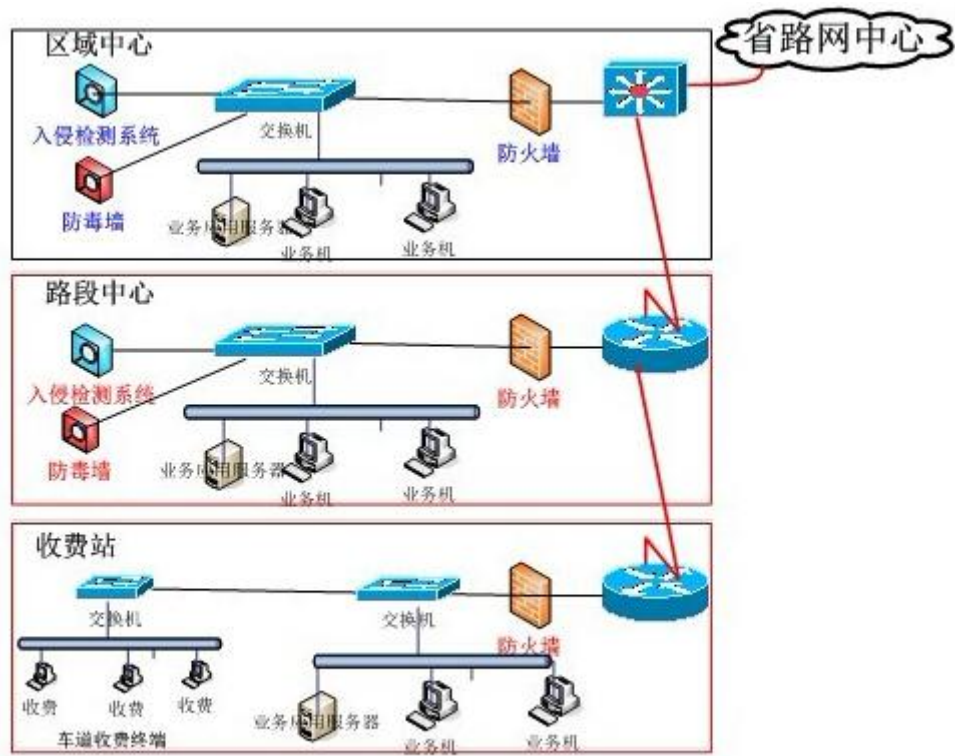 省路网中心
区域中心
入侵检测系统
交换机
防火墙
防毒墙
业务应用服务器
业务机
业务机
路段中心
入侵检测系统
交换机
防火墙
防毒墙
业务应用服务器
业务机
业务机
收费站
交换机
交换机
防火墙
收费
收费
收费
车道收费终端
业务应用服务器
业务机
业务机